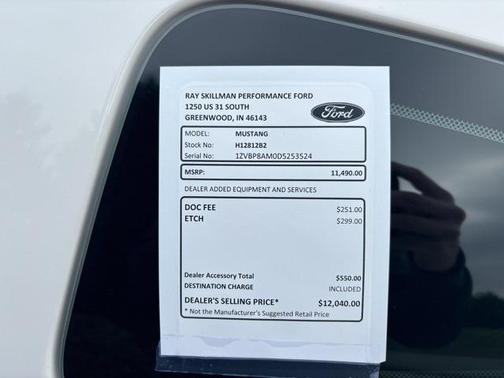 RAY SKILLMAN PERFORMANCE FORD
1250 US 31 SOUTH
GREENWOOD, IN 46143
Ford
MODEL: MUSTANG
Stock No: H12812B2
Serial No: 1ZVBP8AM0D5253524
MSRP: 11,490.00
DEALER ADDED EQUIPMENT AND SERVICES
DOC FEE $251.00
ETCH $299.00
Dealer Accessory Total $550.00
DESTINATION CHARGE INCLUDED
DEALER'S SELLING PRICE* $12,040.00
* Not the Manufacturer's Suggested Retail Price